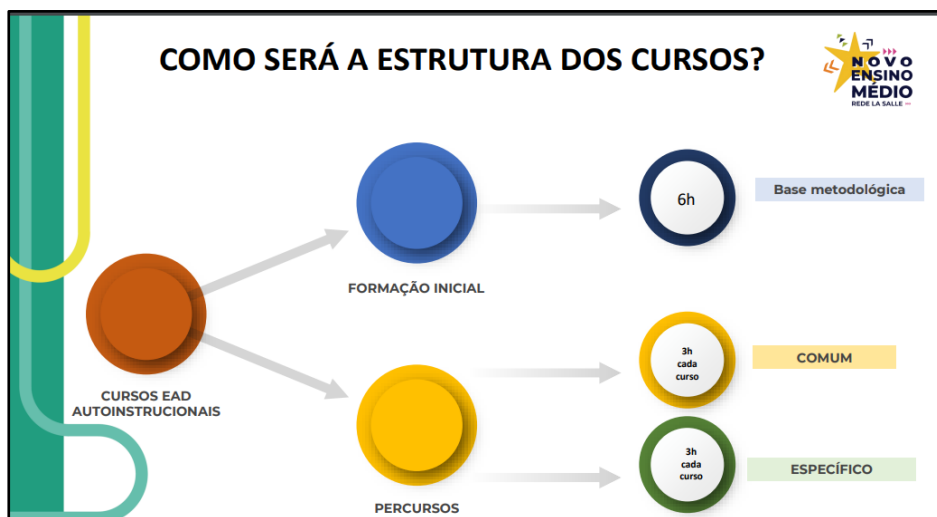 COMO SERÁ A ESTRUTURA DOS CURSOS?
NOVO
ENSINO
MÉDIO
REDE LA SALLE
6h
Base metodológica
FORMAÇÃO INICIAL
3h
cada
curso
COMUM
CURSOS EAD
AUTOINSTRUCIONAIS
3h
cada
curso
ESPECÍFICO
PERCURSOS